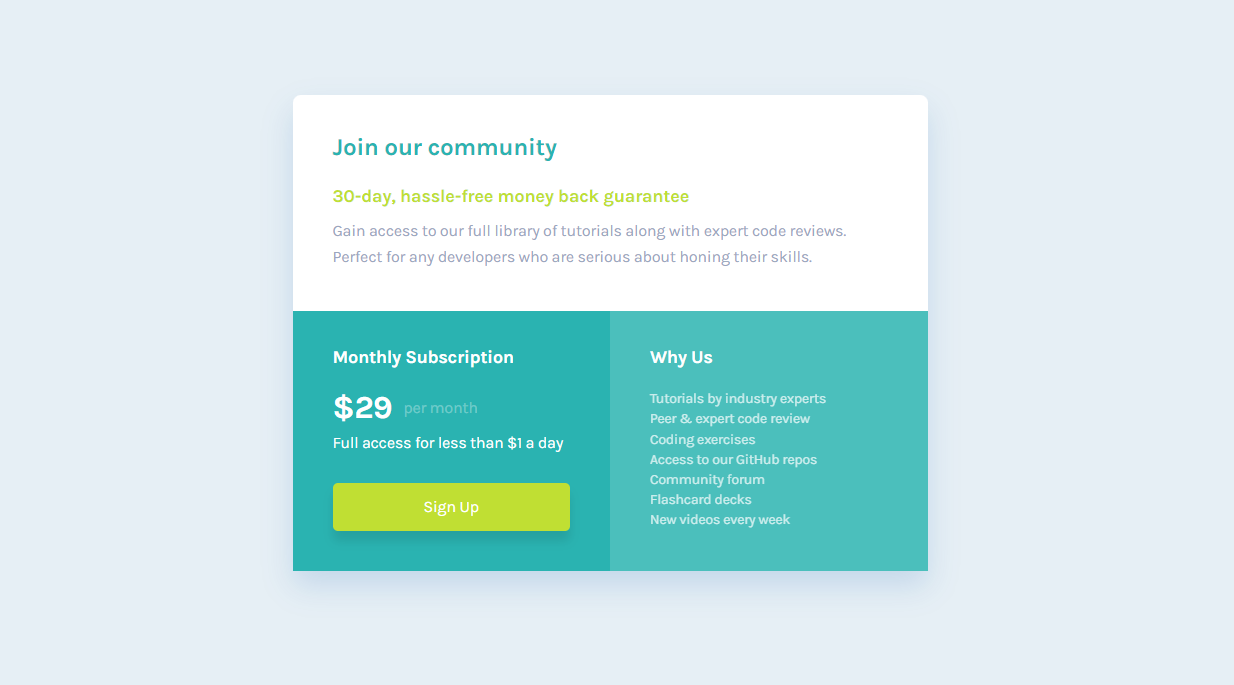 Join our community
30-day, hassle-free money back guarantee
Gain access to our full library of tutorials along with expert code reviews.
Perfect for any developers who are serious about honing their skills.
Monthly Subscription
$29 per month
Full access for less than $1 a day
Sign Up
Why Us
Tutorials by industry experts
Peer & expert code review
Coding exercises
Access to our GitHub repos
Community forum
Flashcard decks
New videos every week